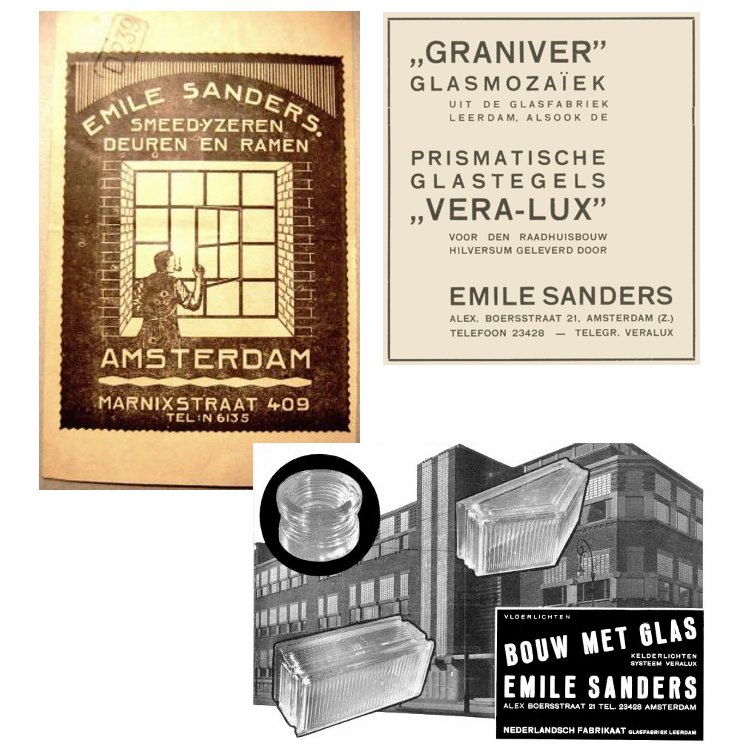 D 239
EMILE SANDERS.
SMEED-YZEREN
DEUREN EN RAMEN
AMSTERDAM
MARNIXSTRAAT 409
TEL: N 6135
„GRANIVER”
GLASMOZAÏEK
UIT DE GLASFABRIEK
LEERDAM, ALSOOK DE
PRISMATISCHE
GLASTEGELS
„VERA-LUX”
VOOR DEN RAADHUISBOUW
HILVERSUM GELEVERD DOOR
EMILE SANDERS
ALEX. BOERSSTRAAT 21, AMSTERDAM (Z.)
TELEFOON 23428 — TELEGR. VERALUX
VLOERLICHTEN
BOUW MET GLAS
KELDERLICHTEN
SYSTEEM VERALUX
EMILE SANDERS
ALEX BOERSSTRAAT 21 TEL. 23428 AMSTERDAM
NEDERLANDSCH FABRIKAAT GLASFABRIEK LEERDAM